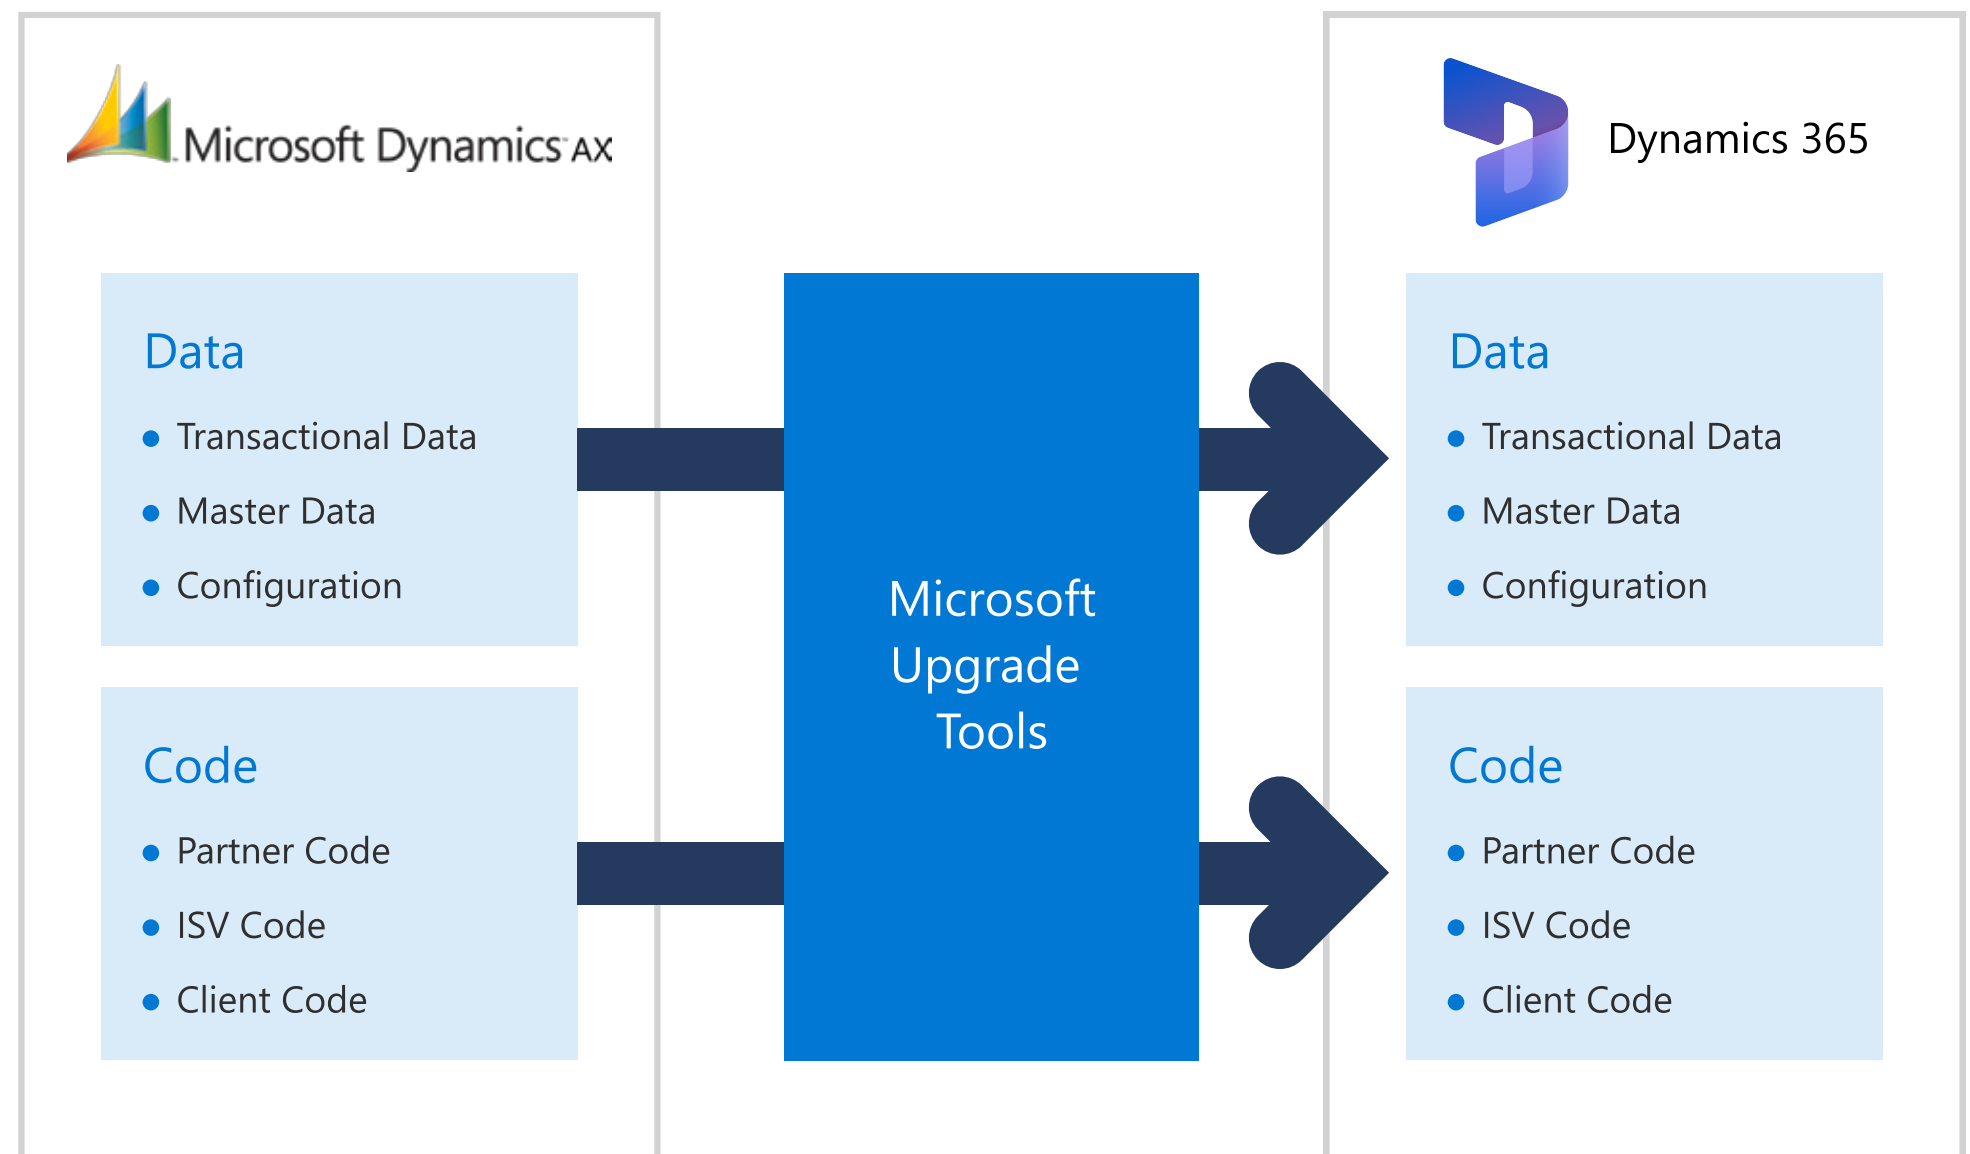 Microsoft Dynamics AX
Data
Transactional Data
Master Data
Configuration
Code
Partner Code
ISV Code
Client Code
Microsoft
Upgrade
Tools
Dynamics 365
Data
Transactional Data
Master Data
Configuration
Code
Partner Code
ISV Code
Client Code